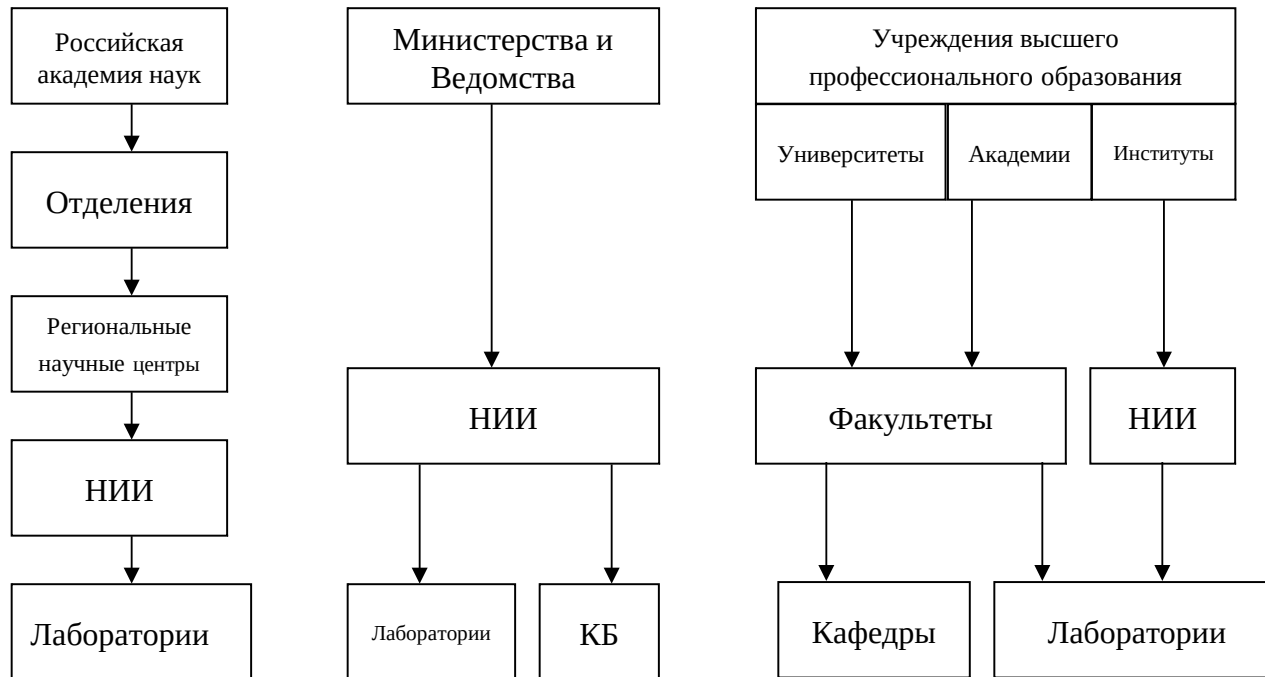 Российская
академия наук
Министерства и
Ведомства
Учреждения высшего
профессионального образования
Университеты
Академии
Институты
Отделения
Региональные
научные центры
НИИ
Факультеты
НИИ
НИИ
Лаборатории
Лаборатории
КБ
Кафедры
Лаборатории